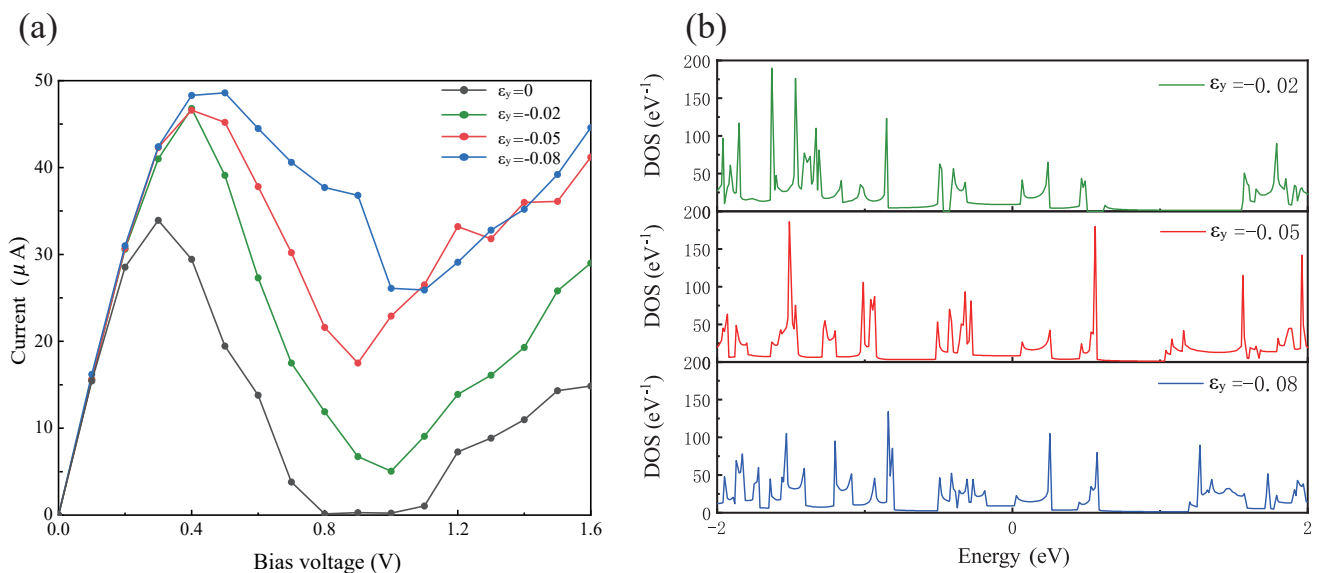 (a)
50
40
30
20
10
0
0.0
0.4
0.8
1.2
1.6
Current (μ A)
Bias voltage (V)
εy=0
εy=-0.02
εy=-0.05
εy=-0.08
(b)
200
150
100
50
DOS (eV-1)
εy=-0.02
200
150
100
50
DOS (eV-1)
εy=-0.05
200
150
100
50
0
DOS (eV-1)
εy=-0.08
-2
-1
0
1
2
Energy (eV)